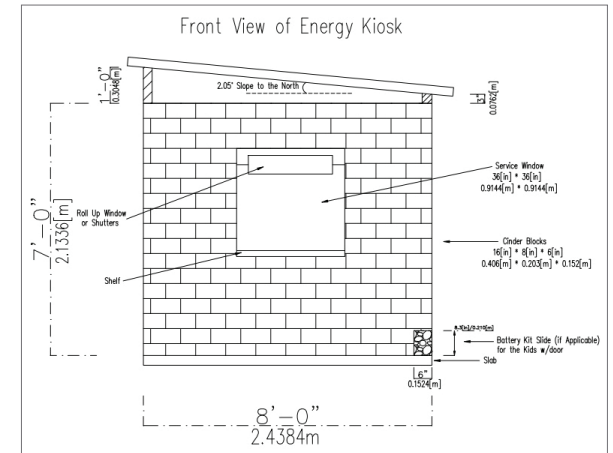 Front View of Energy Kiosk
1'-0"
0.3048[m]
2.05° Slope to the North
3"
0.0762[m]
7'-0"
2.1336[m]
Roll Up Window
or Shutters
Service Window
36[in] * 36[in]
0.9144[m] * 0.9144[m]
Cinder Blocks
16[in] * 8[in] * 6[in]
0.406[m] * 0.203[m] * 0.152[m]
Shelf
Battery Kit Slide (if Applicable)
for the Kids w/door
Slab
6"
0.1524[m]
8'-0"
2.4384m